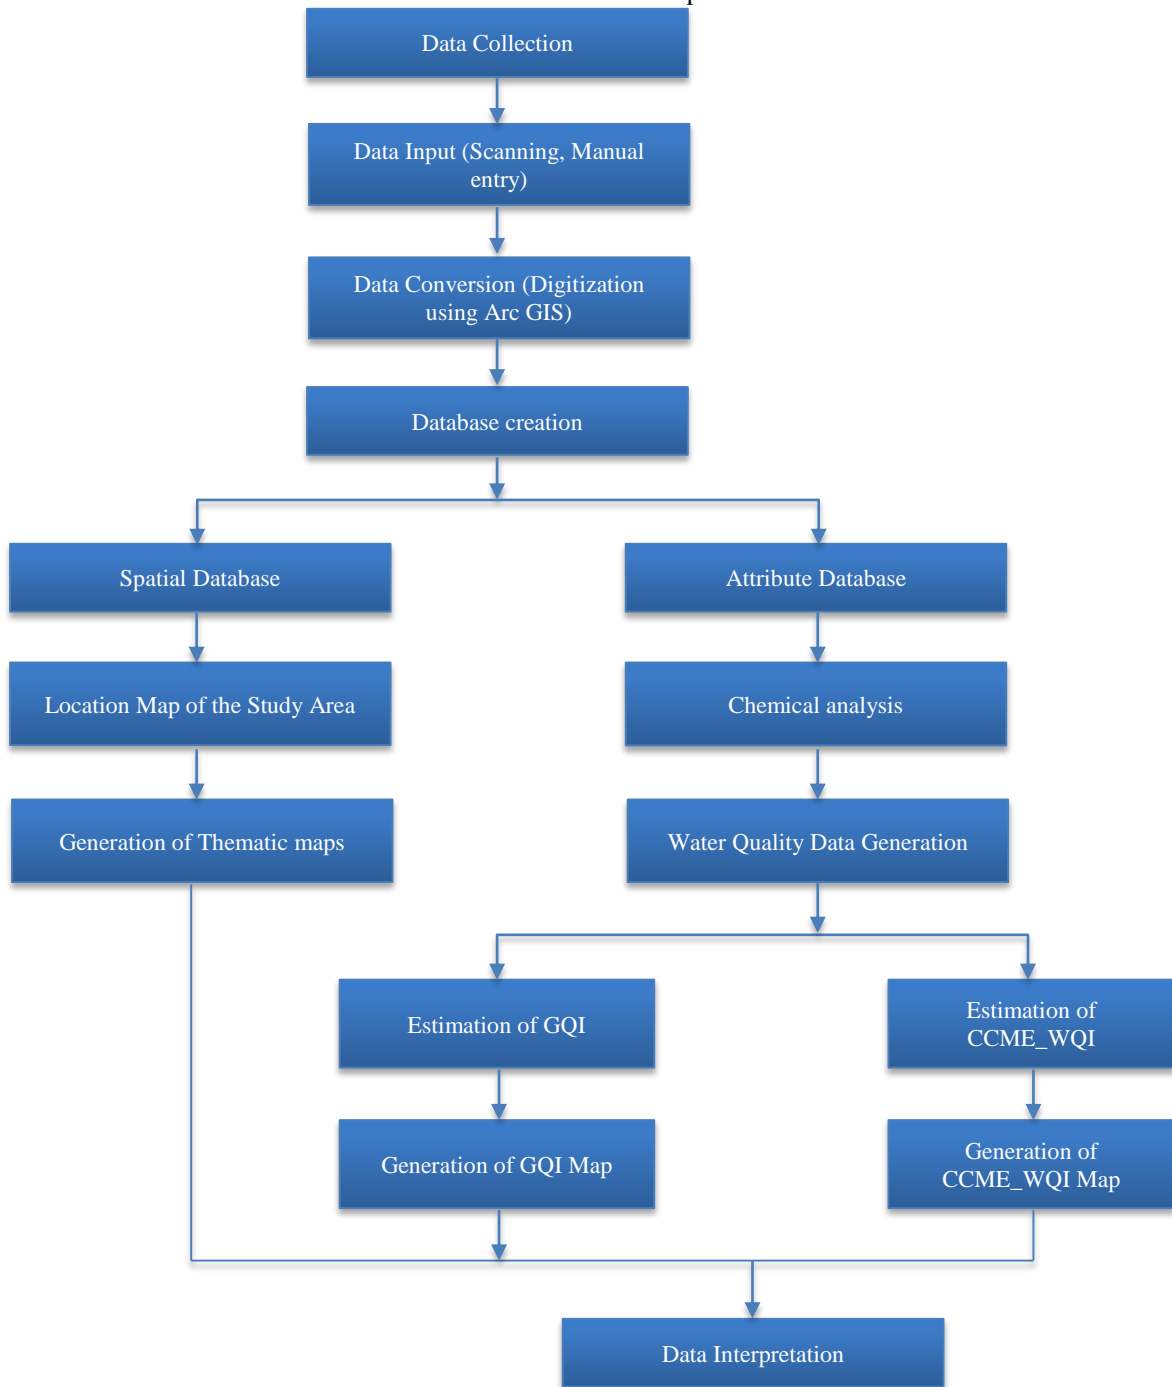 Data Collection
Data Input (Scanning, Manual
entry)
Data Conversion (Digitization
using Arc GIS)
Database creation
Spatial Database
Attribute Database
Location Map of the Study Area
Chemical analysis
Generation of Thematic maps
Water Quality Data Generation
Estimation of GQI
Estimation of
CCME_WQI
Generation of GQI Map
Generation of
CCME_WQI Map
Data Interpretation